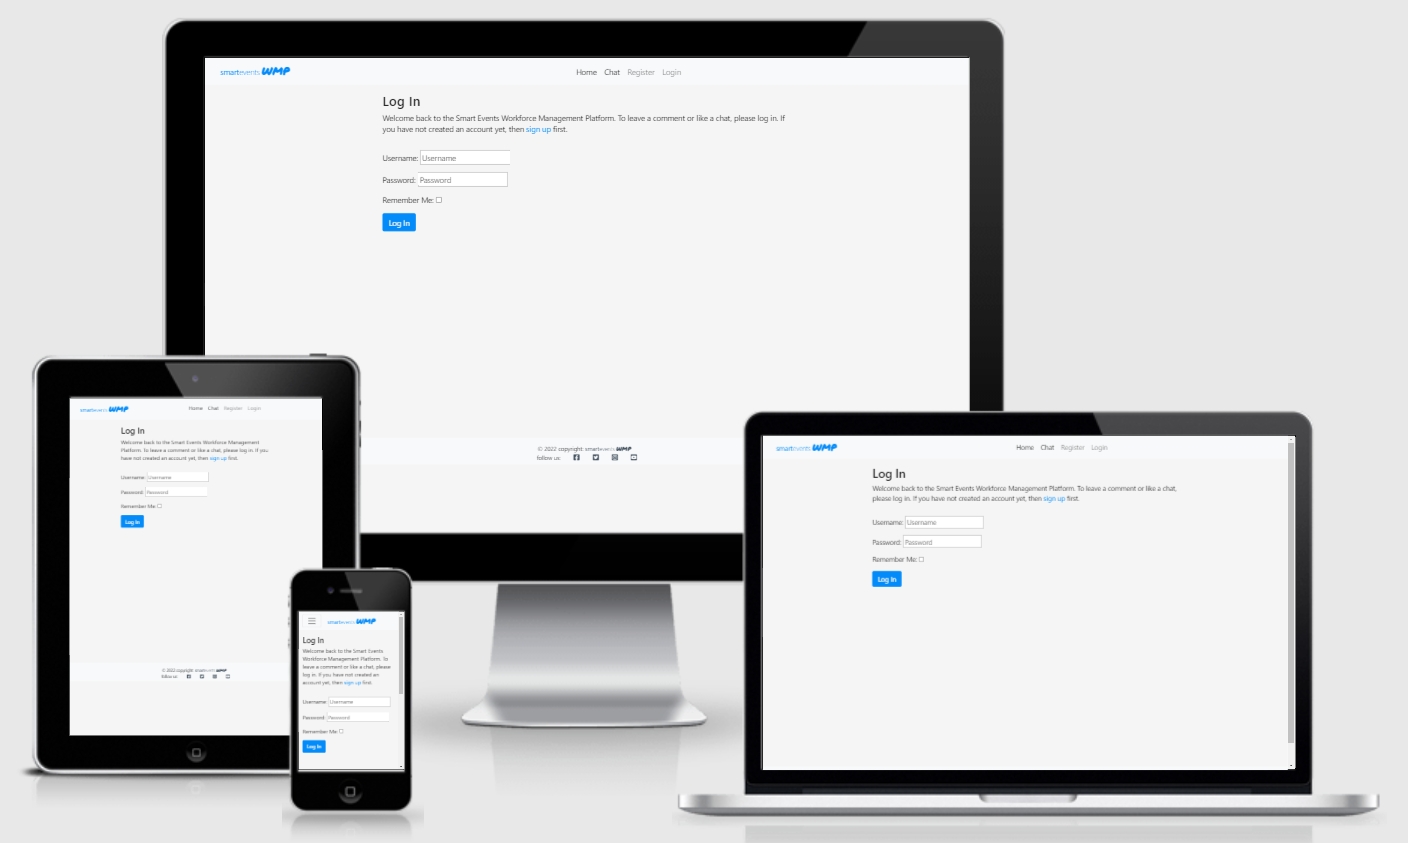 smartevents WMP
Home Chat Register Login
Log In
Welcome back to the Smart Events Workforce Management Platform. To leave a comment or like a chat, please log in. If
you have not created an account yet, then sign up first.
Username: Username
Password: Password
Remember Me:
Log In
© 2022 copyright: smartevents WMP
follow us:
smartevents WMP
Home Chat Register Login
Log In
Welcome back to the Smart Events Workforce Management
Platform. To leave a comment or like a chat, please log in. If you
have not created an account yet, then sign up first.
Username: Username
Password: Password
Remember Me:
Log In
© 2022 copyright: smartevents WMP
follow us:
smartevents WMP
Log In
Welcome back to the Smart Events
Workforce Management Platform. To
leave a comment or like a chat, please
log in. If you have not created an
account yet, then sign up first.
Username: Username
Password: Password
Remember Me:
Log In
smartevents WMP
Home Chat Register Login
Log In
Welcome back to the Smart Events Workforce Management Platform. To leave a comment or like a chat,
please log in. If you have not created an account yet, then sign up first.
Username: Username
Password: Password
Remember Me:
Log In